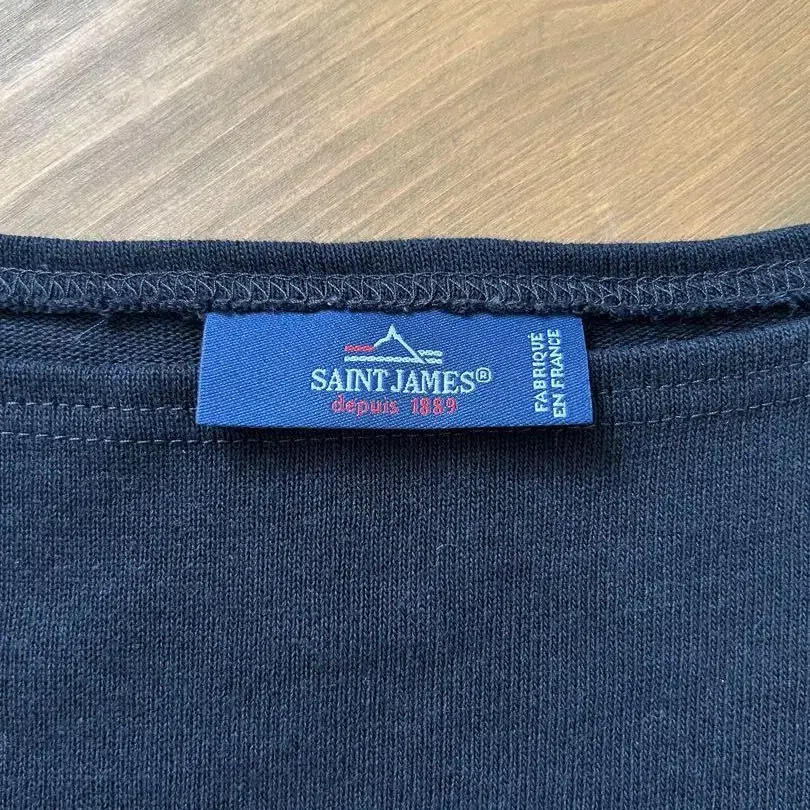 SAINT JAMES®
depuis 1889
FABRIQUÉ
EN FRANCE